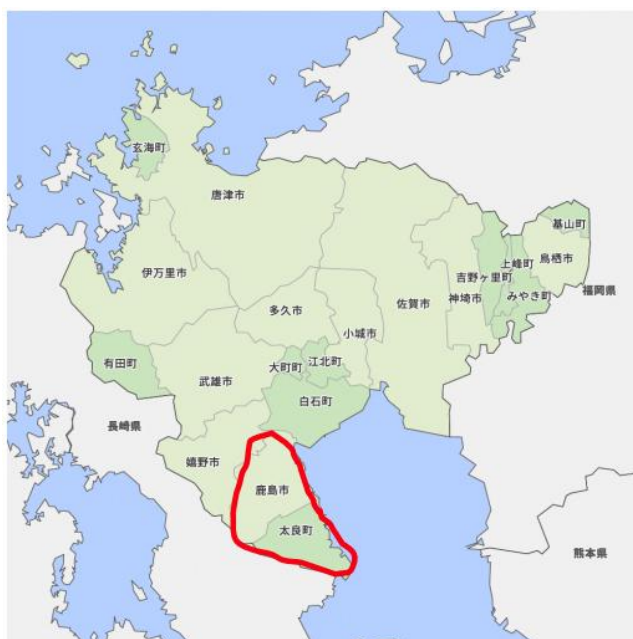 玄海町
唐津市
基山町
上峰町
鳥栖市
伊万里市
吉野ヶ里町
みやき町
福岡県
多久市
佐賀市
神埼市
小城市
有田町
武雄市
大町町
江北町
白石町
長崎県
嬉野市
鹿島市
太良町
熊本県